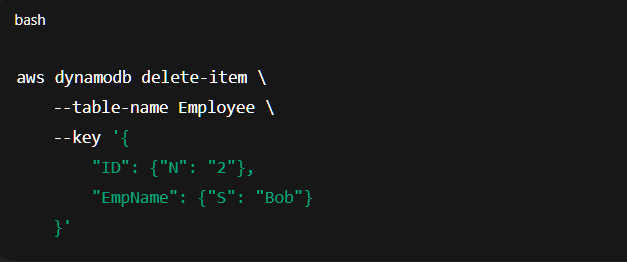 bash
aws dynamodb delete-item \
    --table-name Employee \
    --key '{
        "ID": {"N": "2"},
        "EmpName": {"S": "Bob"}
    }'